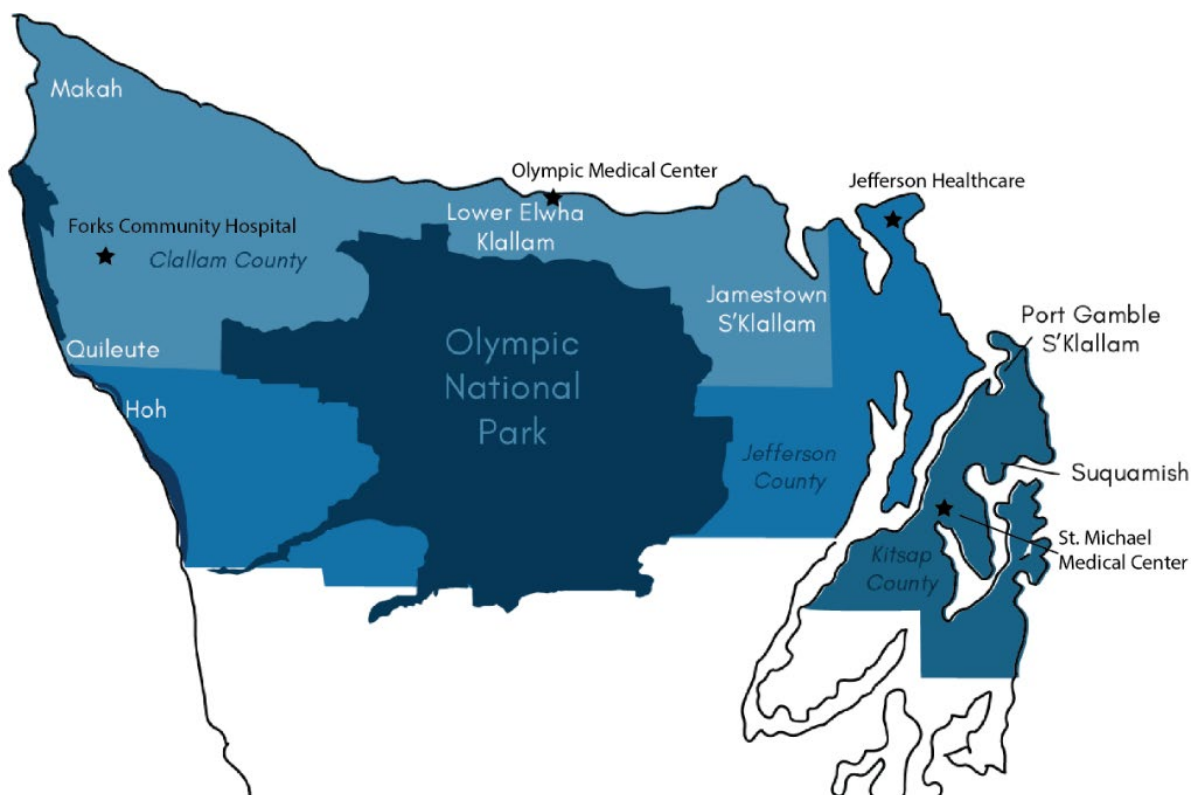 Makah
Olympic Medical Center
Jefferson Healthcare
Forks Community Hospital
Clallam County
Lower Elwha
Klallam
Jamestown
S'Klallam
Port Gamble
S'Klallam
Quileute
Hoh
Olympic
National
Park
Jefferson
County
Suquamish
St. Michael
Medical Center
Kitsap
County